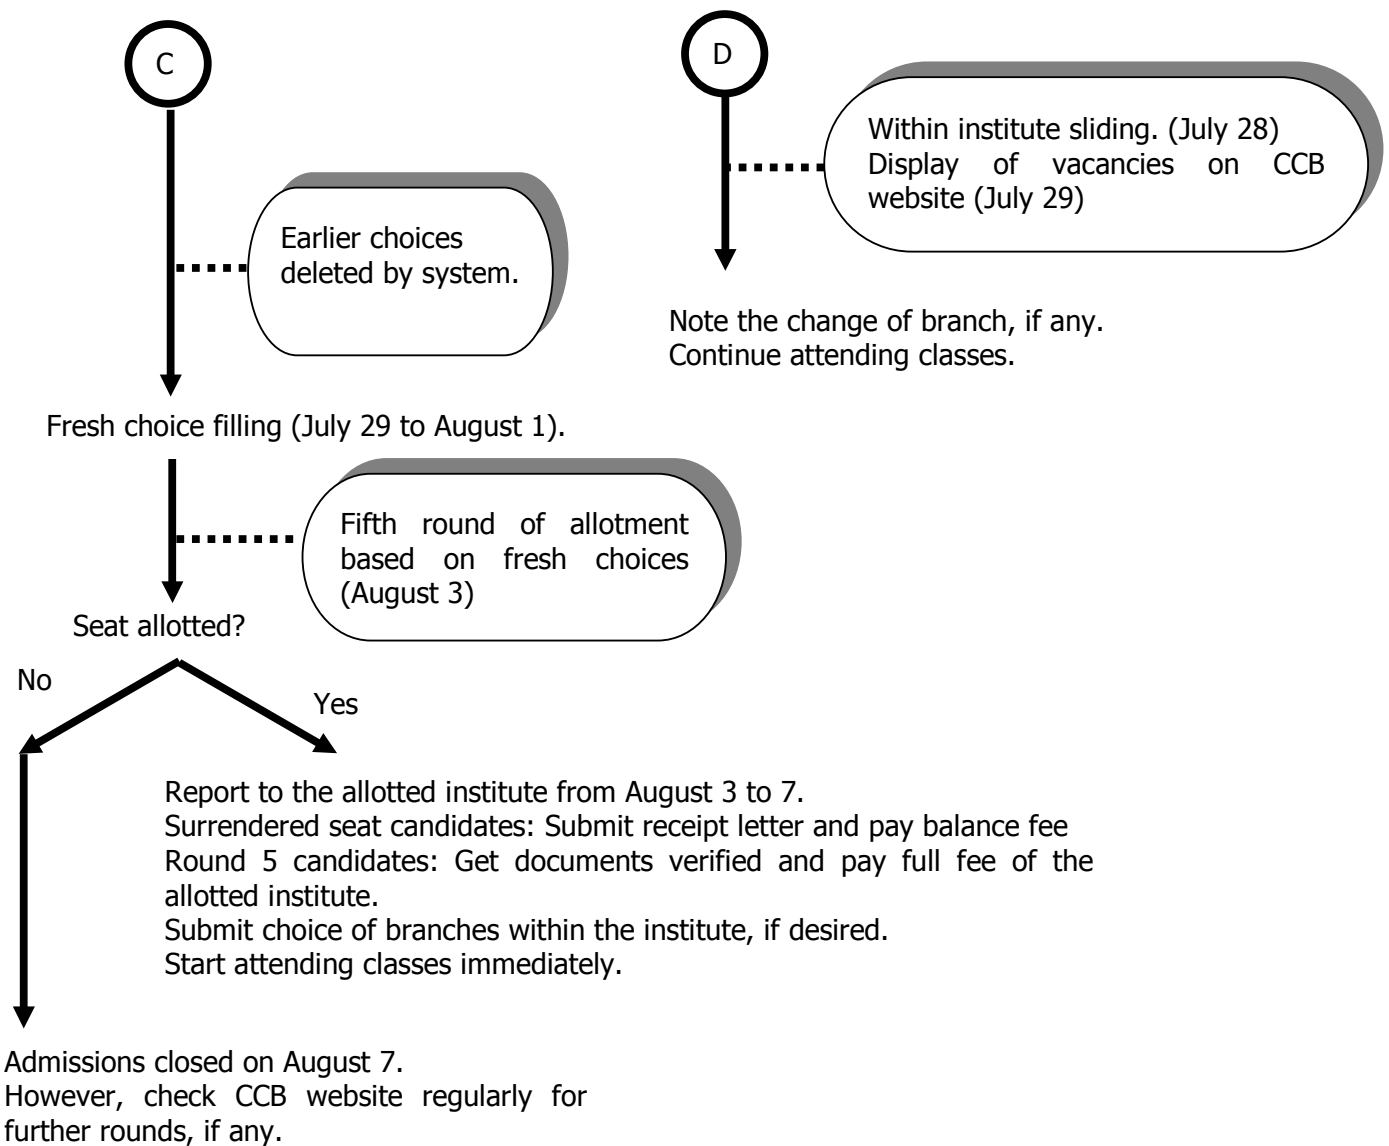 C
Earlier choices
deleted by system.
Fresh choice filling (July 29 to August 1).
Fifth round of allotment
based on fresh choices
(August 3)
Seat allotted?
No
Yes
Report to the allotted institute from August 3 to 7.
Surrendered seat candidates: Submit receipt letter and pay balance fee
Round 5 candidates: Get documents verified and pay full fee of the
allotted institute.
Submit choice of branches within the institute, if desired.
Start attending classes immediately.
Admissions closed on August 7.
However, check CCB website regularly for
further rounds, if any.
D
Within institute sliding. (July 28)
Display of vacancies on CCB
website (July 29)
Note the change of branch, if any.
Continue attending classes.